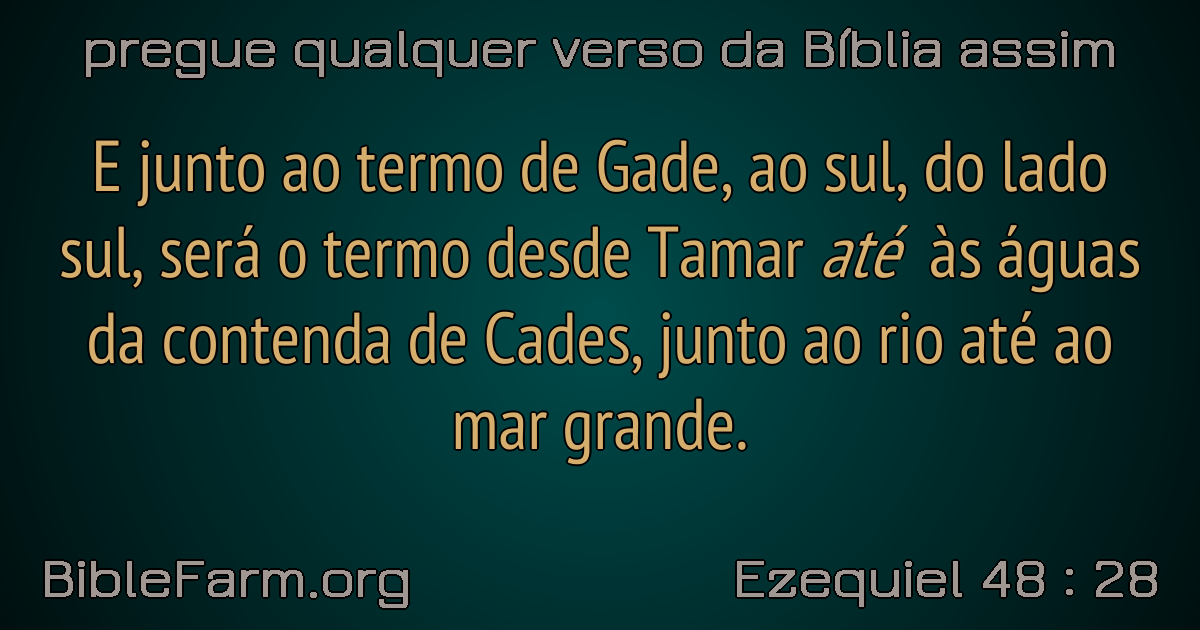 pregue qualquer verso da Bíblia assim
E junto ao termo de Gade, ao sul, do lado
sul, será o termo desde Tamar até às águas
da contenda de Cades, junto ao rio até ao
mar grande.
BibleFarm.org
Ezequiel 48 : 28